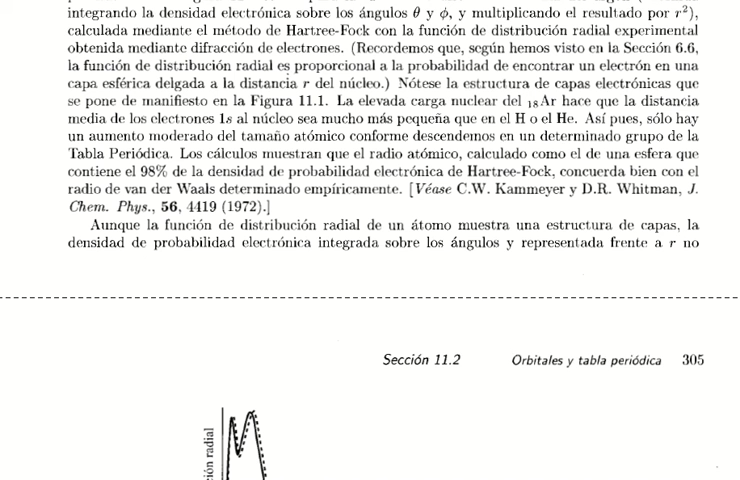 integrando la densidad electrónica sobre los ángulos θ y ϕ, y multiplicando el resultado por r²),
calculada mediante el método de Hartree-Fock con la función de distribución radial experimental
obtenida mediante difracción de electrones. (Recordemos que, según hemos visto en la Sección 6.6,
la función de distribución radial es proporcional a la probabilidad de encontrar un electrón en una
capa esférica delgada a la distancia r del núcleo.) Nótese la estructura de capas electrónicas que
se pone de manifiesto en la Figura 11.1. La elevada carga nuclear del ₁₈Ar hace que la distancia
media de los electrones 1s al núcleo sea mucho más pequeña que en el H o el He. Así pues, sólo hay
un aumento moderado del tamaño atómico conforme descendemos en un determinado grupo de la
Tabla Periódica. Los cálculos muestran que el radio atómico, calculado como el de una esfera que
contiene el 98% de la densidad de probabilidad electrónica de Hartree-Fock, concuerda bien con el
radio de van der Waals determinado empíricamente. [Véase C.W. Kammeyer y D.R. Whitman, J.
Chem. Phys., 56, 4419 (1972).]
Aunque la función de distribución radial de un átomo muestra una estructura de capas, la
densidad de probabilidad electrónica integrada sobre los ángulos y representada frente a r no
Sección 11.2 Orbitales y tabla periódica 305
radial